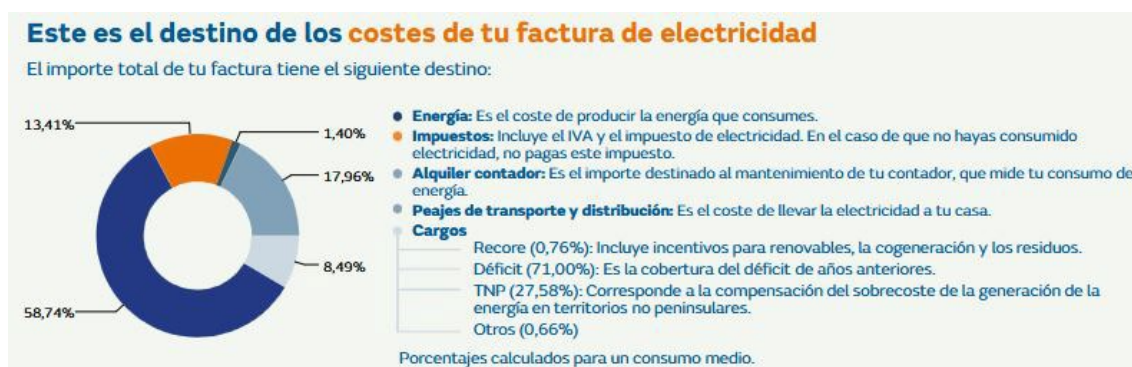 Este es el destino de los costes de tu factura de electricidad
El importe total de tu factura tiene el siguiente destino:
13,41%
1,40%
17,96%
8,49%
58,74%
Energía: Es el coste de producir la energía que consumes.
Impuestos: Incluye el IVA y el impuesto de electricidad. En el caso de que no hayas consumido
electricidad, no pagas este impuesto.
Alquiler contador: Es el importe destinado al mantenimiento de tu contador, que mide tu consumo de
energía.
Peajes de transporte y distribución: Es el coste de llevar la electricidad a tu casa.
Cargos
Recore (0,76%): Incluye incentivos para renovables, la cogeneración y los residuos.
Déficit (71,00%): Es la cobertura del déficit de años anteriores.
TNP (27,58%): Corresponde a la compensación del sobrecoste de la generación de la
energía en territorios no peninsulares.
Otros (0,66%)
Porcentajes calculados para un consumo medio.